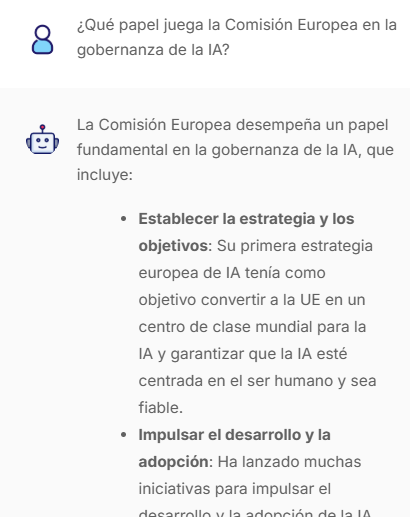 ¿Qué papel juega la Comisión Europea en la
gobernanza de la IA?
La Comisión Europea desempeña un papel
fundamental en la gobernanza de la IA, que
incluye:
• Establecer la estrategia y los
objetivos: Su primera estrategia
europea de IA tenía como
objetivo convertir a la UE en un
centro de clase mundial para la
IA y garantizar que la IA esté
centrada en el ser humano y sea
fiable.
• Impulsar el desarrollo y la
adopción: Ha lanzado muchas
iniciativas para impulsar el
desarrollo y la adopción de la IA